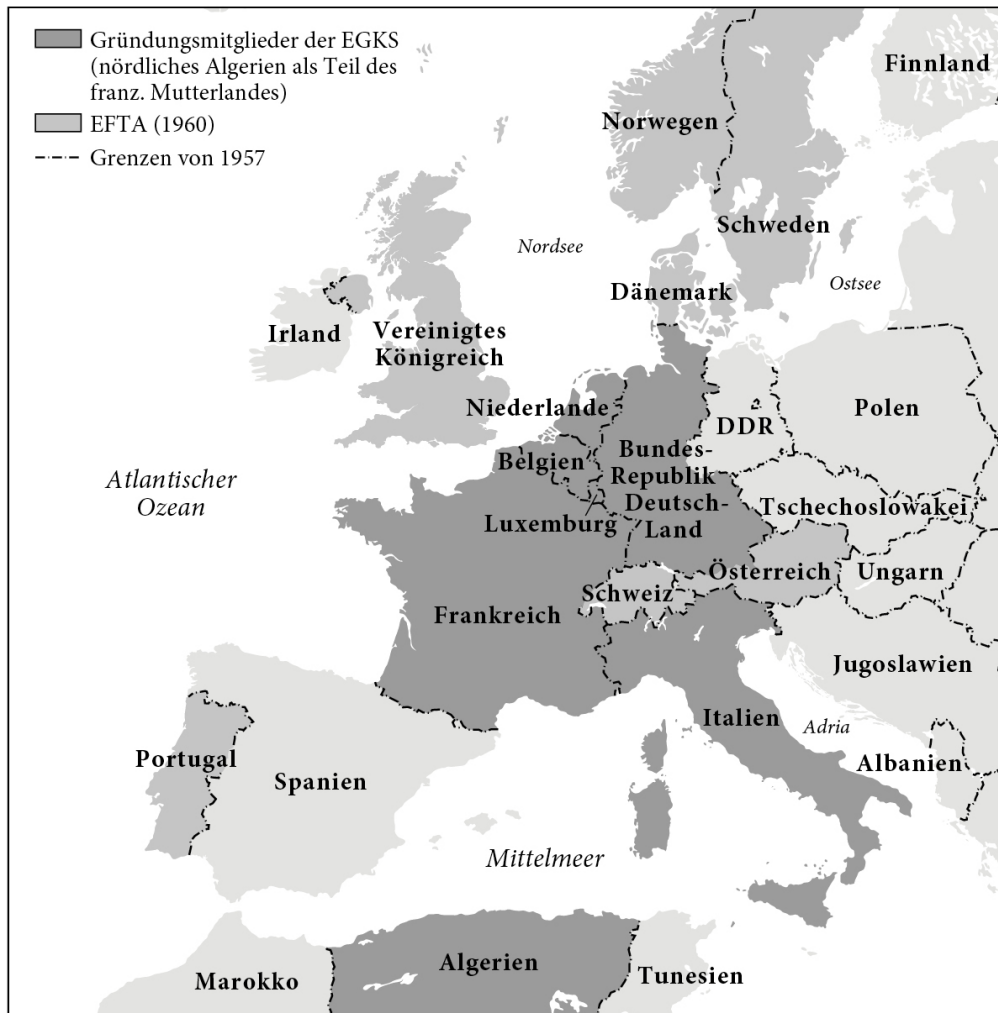 Gründungsmitglieder der EGKS
(nördliches Algerien als Teil des
franz. Mutterlandes)
EFTA (1960)
Grenzen von 1957
Finnland
Norwegen
Schweden
Nordsee
Ostsee
Dänemark
Irland
Vereinigtes
Königreich
Niederlande
Polen
DDR
Belgien
Bundes-
Republik
Deutsch-
Land
Atlantischer
Ozean
Tschechoslowakei
Luxemburg
Österreich
Ungarn
Schweiz
Frankreich
Jugoslawien
Italien
Adria
Portugal
Spanien
Albanien
Mittelmeer
Marokko
Algerien
Tunesien